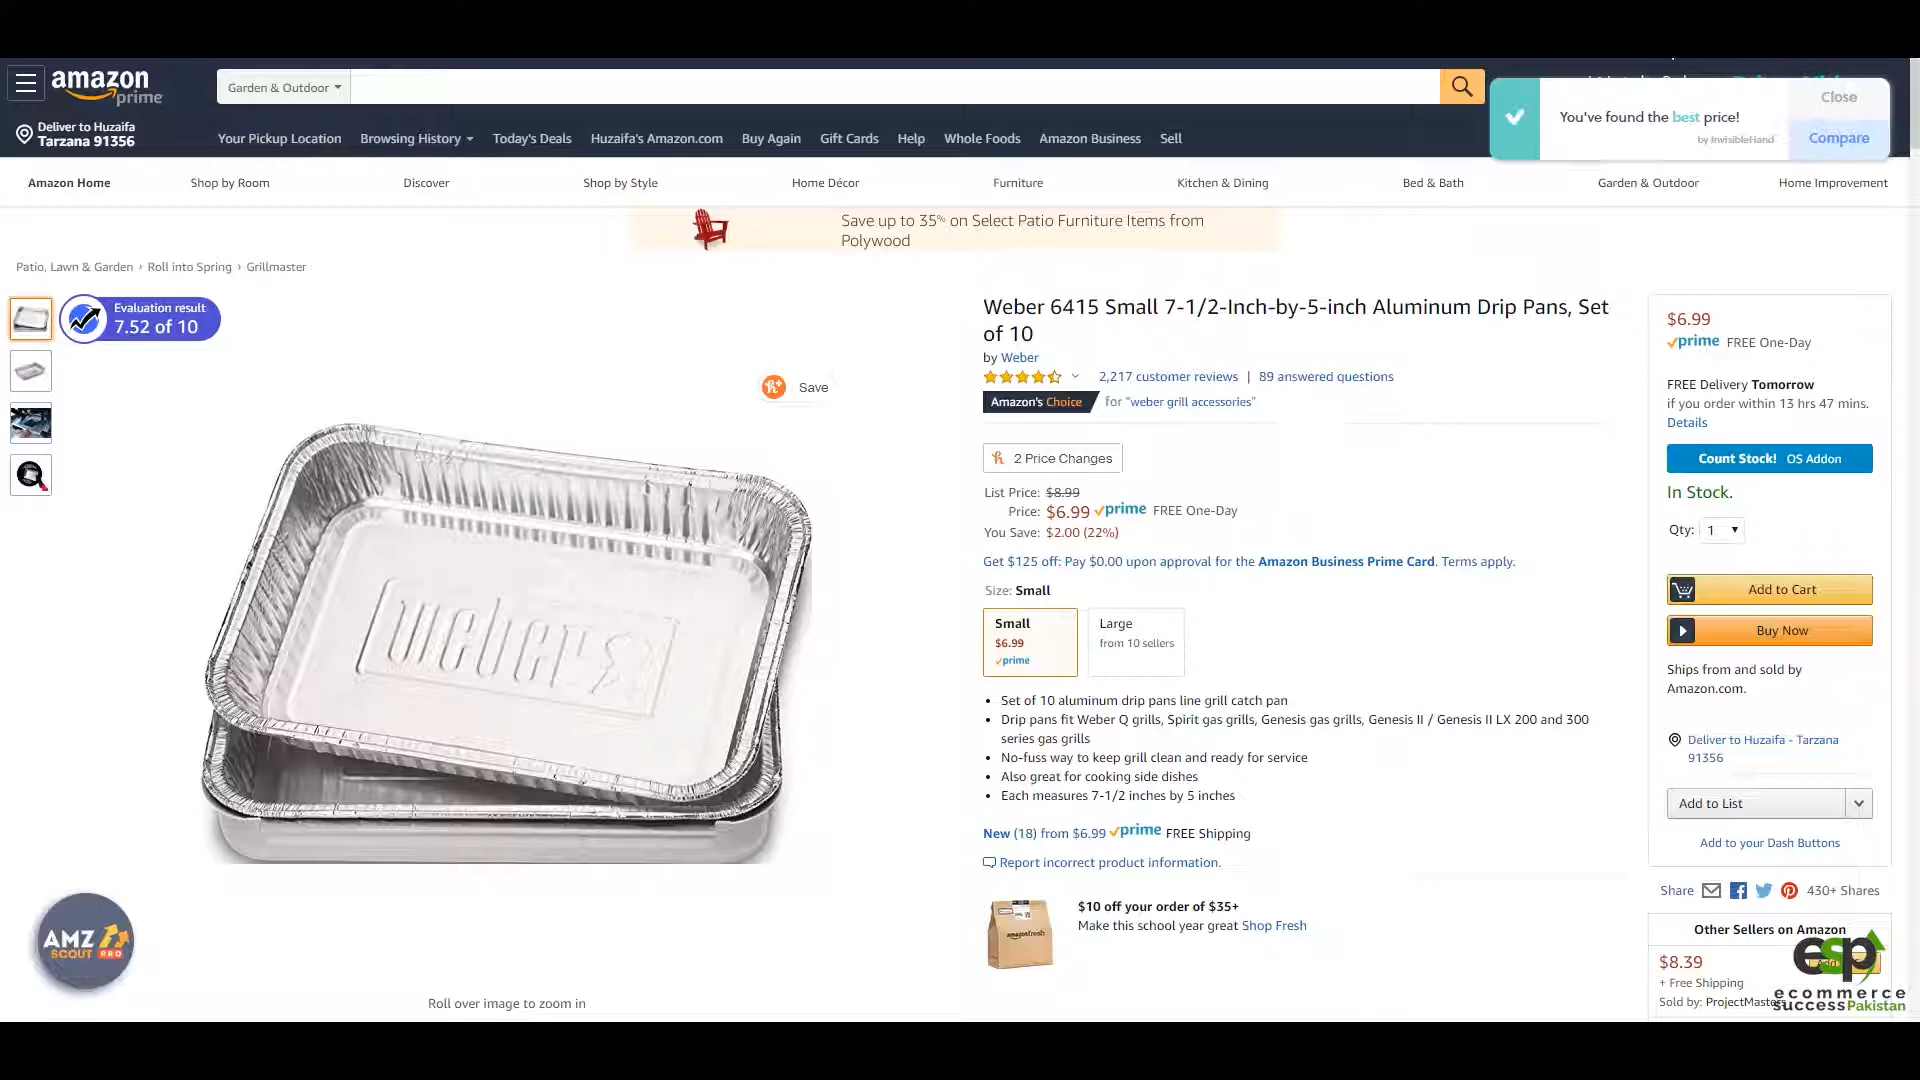 amazon
prime
Garden & Outdoor
You've found the best price!
by InvisibleHand
Close
Compare
Deliver to Huzaifa
Tarzana 91356
Your Pickup Location
Browsing History
Today's Deals
Huzaifa's Amazon.com
Buy Again
Gift Cards
Help
Whole Foods
Amazon Business
Sell
Amazon Home
Shop by Room
Discover
Shop by Style
Home Décor
Furniture
Kitchen & Dining
Bed & Bath
Garden & Outdoor
Home Improvement
Save up to 35% on Select Patio Furniture Items from
Polywood
Patio, Lawn & Garden › Roll into Spring › Grillmaster
Evaluation result
7.52 of 10
Save
weber
Roll over image to zoom in
AMZ
SCOUT PRO
Weber 6415 Small 7-1/2-Inch-by-5-inch Aluminum Drip Pans, Set
of 10
by Weber
2,217 customer reviews | 89 answered questions
Amazon's Choice for "weber grill accessories"
2 Price Changes
List Price: $8.99
Price: $6.99 prime FREE One-Day
You Save: $2.00 (22%)
Get $125 off: Pay $0.00 upon approval for the Amazon Business Prime Card. Terms apply.
Size: Small
Small
$6.99
prime
Large
from 10 sellers
• Set of 10 aluminum drip pans line grill catch pan
• Drip pans fit Weber Q grills, Spirit gas grills, Genesis gas grills, Genesis II / Genesis II LX 200 and 300
series gas grills
• No-fuss way to keep grill clean and ready for service
• Also great for cooking side dishes
• Each measures 7-1/2 inches by 5 inches
New (18) from $6.99 prime FREE Shipping
Report incorrect product information.
amazonfresh
$10 off your order of $35+
Make this school year great Shop Fresh
$6.99
prime FREE One-Day
FREE Delivery Tomorrow
if you order within 13 hrs 47 mins.
Details
Count Stock! OS Addon
In Stock.
Qty: 1
Add to Cart
Buy Now
Ships from and sold by
Amazon.com.
Deliver to Huzaifa - Tarzana
91356
Add to List
Add to your Dash Buttons
Share 430+ Shares
Other Sellers on Amazon
$8.39
+ Free Shipping
Sold by: ProjectMasters
esp
ecommerce
success Pakistan